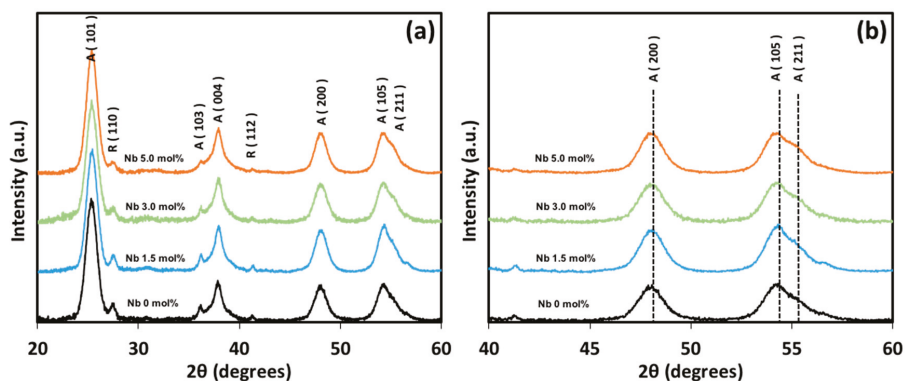 (a)
A ( 101 )
R ( 110 )
A ( 103 )
A ( 004 )
R ( 112 )
A ( 200 )
A ( 105 )
A ( 211 )
Nb 5.0 mol%
Nb 3.0 mol%
Nb 1.5 mol%
Nb 0 mol%
Intensity (a.u.)
20
30
40
50
60
2θ (degrees)
(b)
A ( 200 )
A ( 105 )
A ( 211 )
Nb 5.0 mol%
Nb 3.0 mol%
Nb 1.5 mol%
Nb 0 mol%
Intensity (a.u.)
40
45
50
55
60
2θ (degrees)